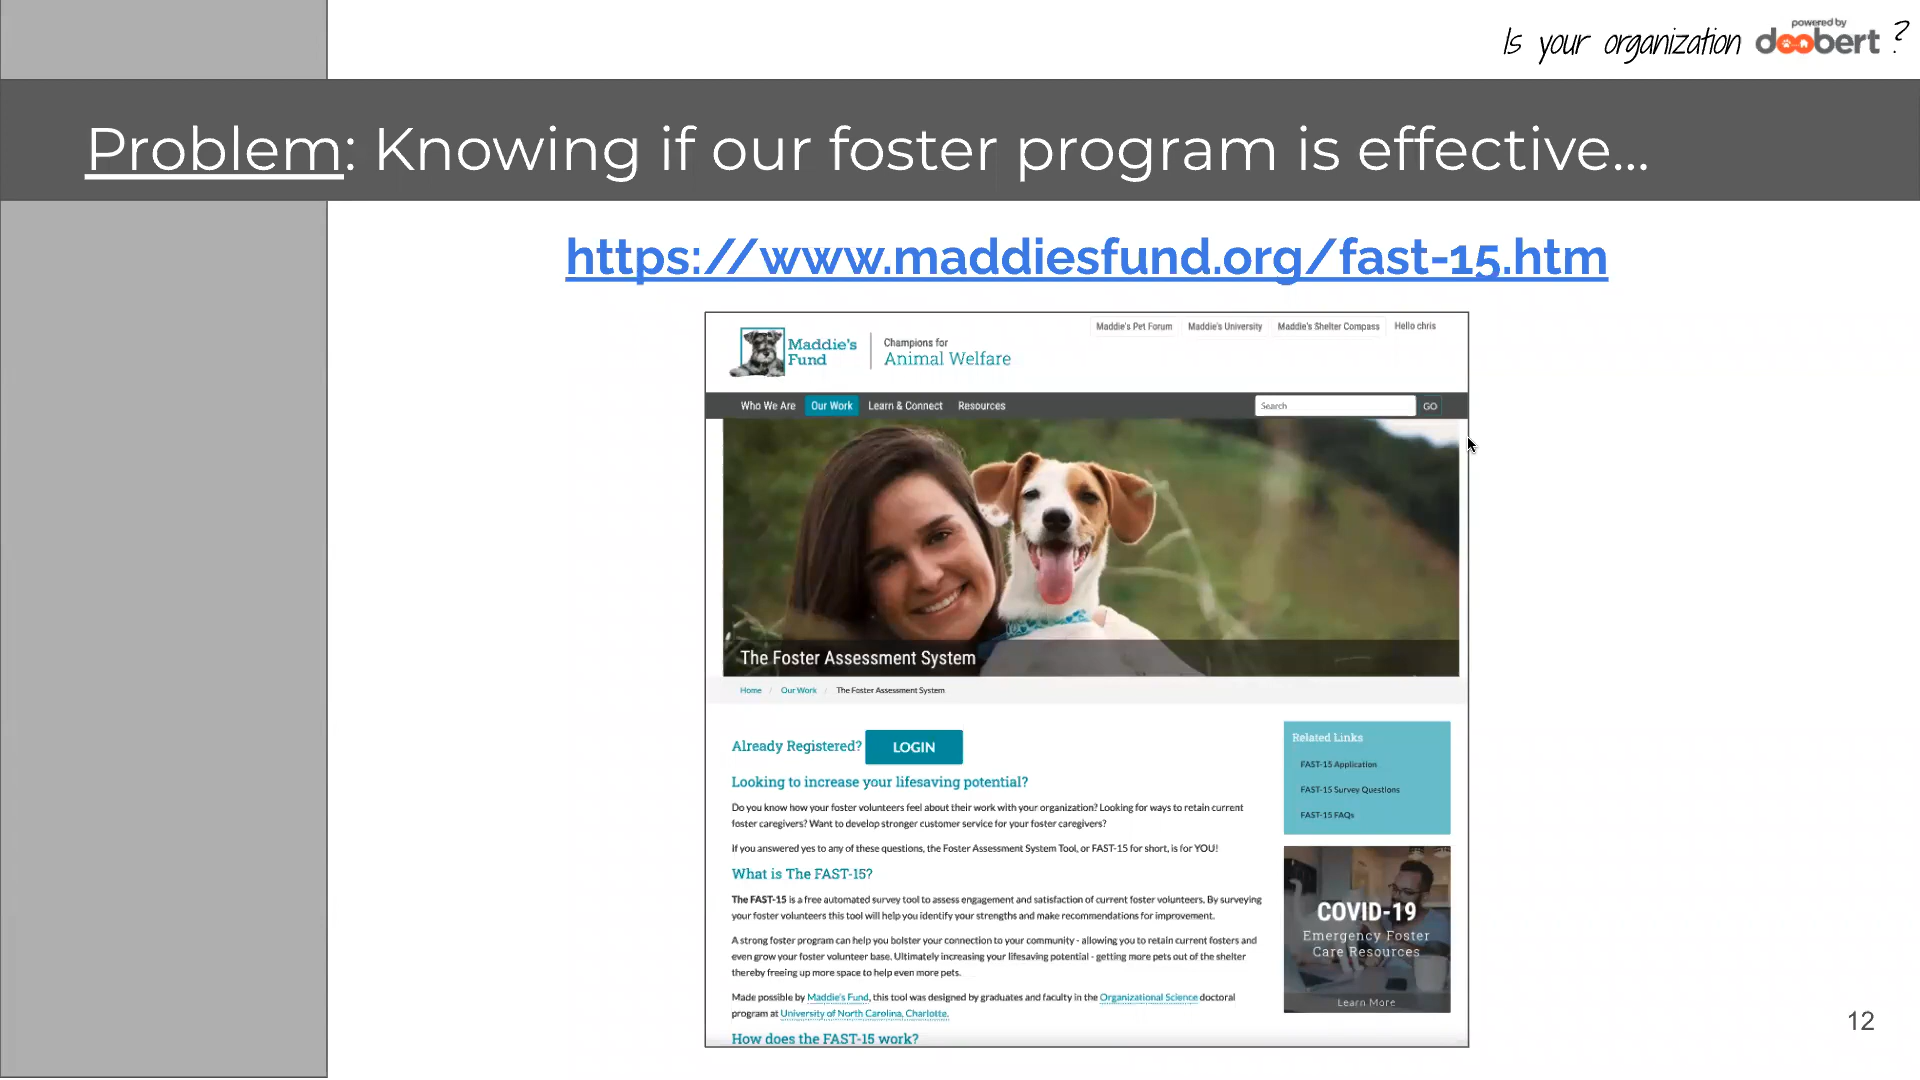 Is your organization powered by doobert ?
Problem: Knowing if our foster program is effective...
https://www.maddiesfund.org/fast-15.htm
Maddie's Pet Forum Maddie's University Maddie's Shelter Compass Hello chris
Maddie's Fund
Champions for
Animal Welfare
Who We Are Our Work Learn & Connect Resources Search GO
The Foster Assessment System
Home / Our Work / The Foster Assessment System
Already Registered? LOGIN
Looking to increase your lifesaving potential?
Do you know how your foster volunteers feel about their work with your organization? Looking for ways to retain current
foster caregivers? Want to develop stronger customer service for your foster caregivers?
If you answered yes to any of these questions, the Foster Assessment System Tool, or FAST-15 for short, is for YOU!
What is The FAST-15?
The FAST-15 is a free automated survey tool to assess engagement and satisfaction of current foster volunteers. By surveying
your foster volunteers this tool will help you identify your strengths and make recommendations for improvement.
A strong foster program can help you bolster your connection to your community - allowing you to retain current fosters and
even grow your foster volunteer base. Ultimately increasing your lifesaving potential - getting more pets out of the shelter
thereby freeing up more space to help even more pets.
Made possible by Maddie's Fund, this tool was designed by graduates and faculty in the Organizational Science doctoral
program at University of North Carolina, Charlotte.
How does the FAST-15 work?
Related Links
FAST-15 Application
FAST-15 Survey Questions
FAST-15 FAQs
COVID-19
Emergency Foster
Care Resources
Learn More
12